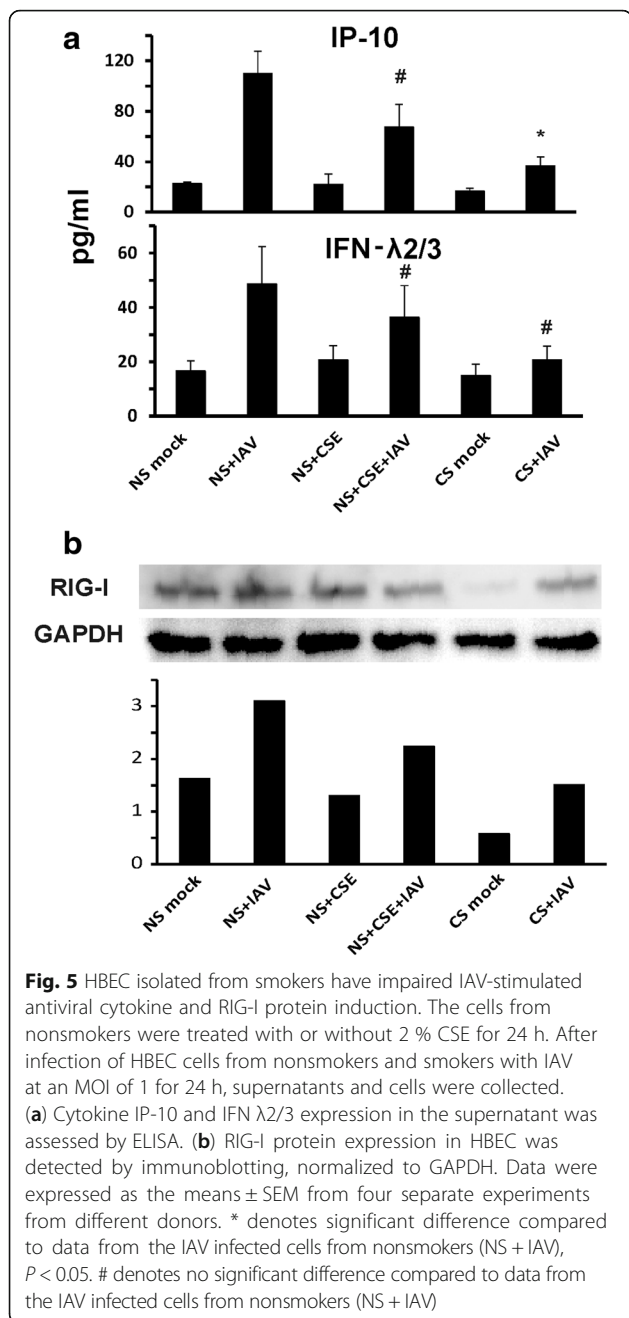 a
IP-10
120
80
40
0
#
*
pg/ml
IFN-λ2/3
60
40
20
0
#
#
NS mock
NS+IAV
NS+CSE
NS+CSE+IAV
CS mock
CS+IAV
b
RIG-I
GAPDH
3
2
1
0
NS mock
NS+IAV
NS+CSE
NS+CSE+IAV
CS mock
CS+IAV
Fig. 5 HBEC isolated from smokers have impaired IAV-stimulated
antiviral cytokine and RIG-I protein induction. The cells from
nonsmokers were treated with or without 2 % CSE for 24 h. After
infection of HBEC cells from nonsmokers and smokers with IAV
at an MOI of 1 for 24 h, supernatants and cells were collected.
(a) Cytokine IP-10 and IFN λ2/3 expression in the supernatant was
assessed by ELISA. (b) RIG-I protein expression in HBEC was
detected by immunoblotting, normalized to GAPDH. Data were
expressed as the means ± SEM from four separate experiments
from different donors. * denotes significant difference compared
to data from the IAV infected cells from nonsmokers (NS + IAV),
P < 0.05. # denotes no significant difference compared to data from
the IAV infected cells from nonsmokers (NS + IAV)